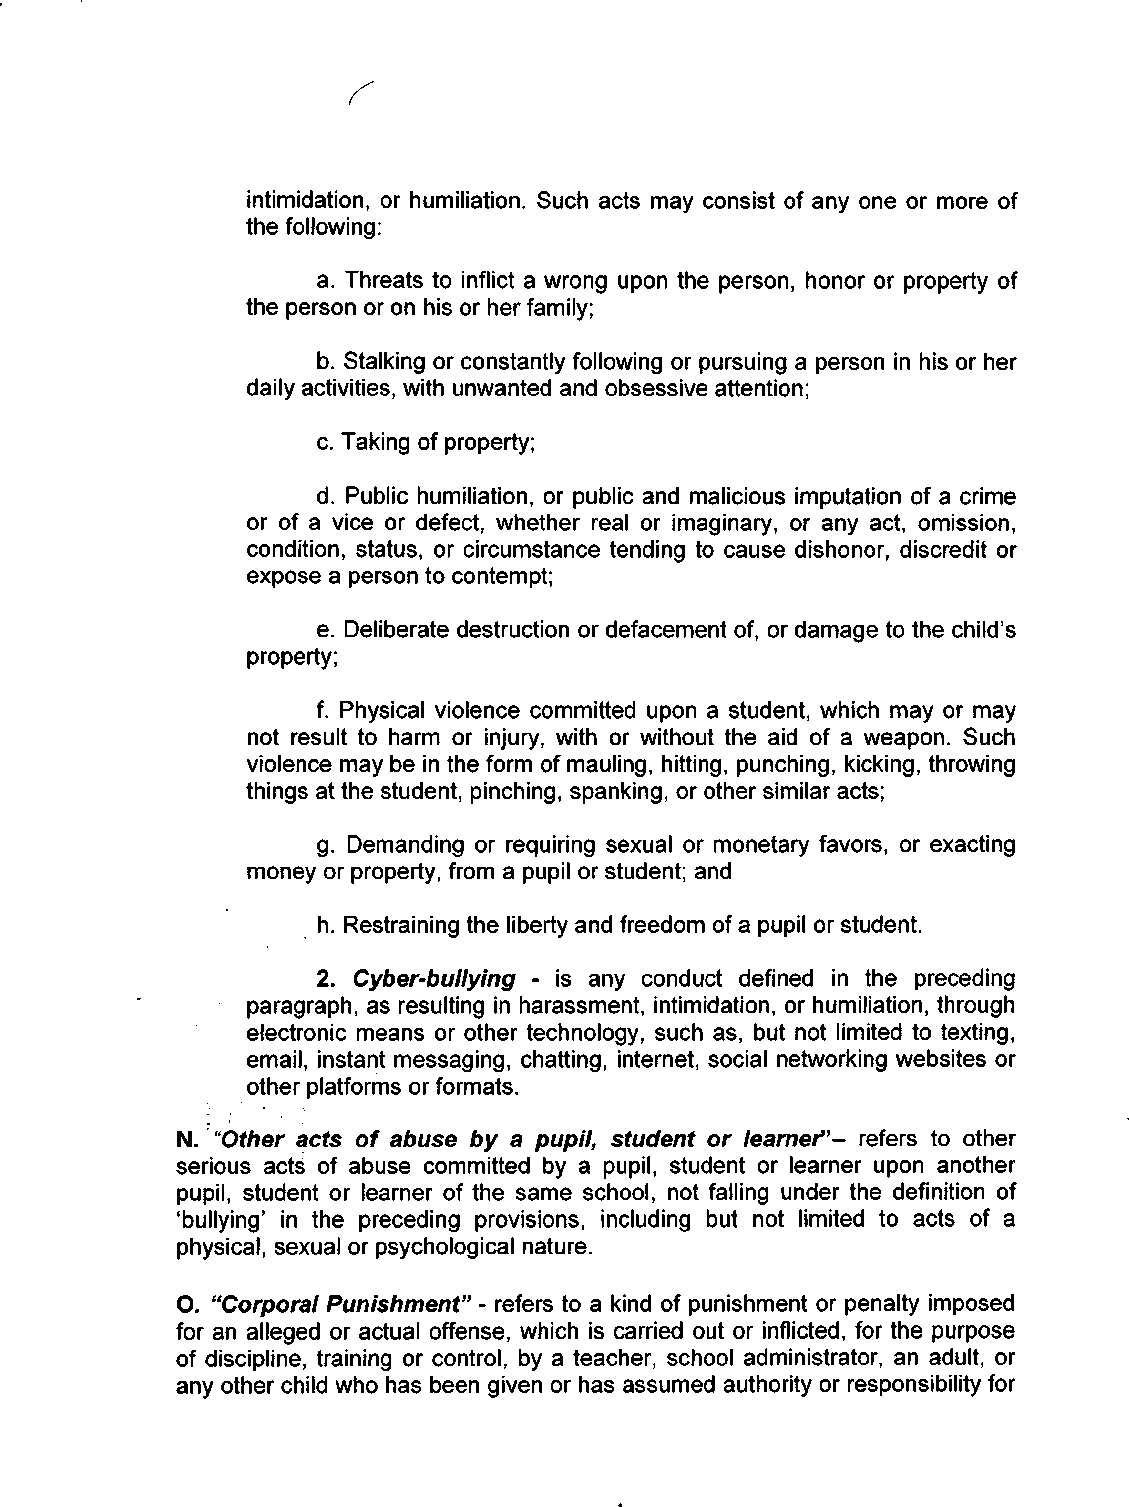 intimidation, or humiliation. Such acts may consist of any one or more of
the following:
a. Threats to inflict a wrong upon the person, honor or property of
the person or on his or her family;
b. Stalking or constantly following or pursuing a person in his or her
daily activities, with unwanted and obsessive attention;
c. Taking of property;
d. Public humiliation, or public and malicious imputation of a crime
or of a vice or defect, whether real or imaginary, or any act, omission,
condition, status, or circumstance tending to cause dishonor, discredit or
expose a person to contempt;
e. Deliberate destruction or defacement of, or damage to the child's
property;
f. Physical violence committed upon a student, which may or may
not result to harm or injury, with or without the aid of a weapon. Such
violence may be in the form of mauling, hitting, punching, kicking, throwing
things at the student, pinching, spanking, or other similar acts;
g. Demanding or requiring sexual or monetary favors, or exacting
money or property, from a pupil or student; and
h. Restraining the liberty and freedom of a pupil or student.
2. Cyber-bullying - is any conduct defined in the preceding
paragraph, as resulting in harassment, intimidation, or humiliation, through
electronic means or other technology, such as, but not limited to texting,
email, instant messaging, chatting, internet, social networking websites or
other platforms or formats.
N. “Other acts of abuse by a pupil, student or learner”– refers to other
serious acts of abuse committed by a pupil, student or learner upon another
pupil, student or learner of the same school, not falling under the definition of
‘bullying’ in the preceding provisions, including but not limited to acts of a
physical, sexual or psychological nature.
O. “Corporal Punishment” - refers to a kind of punishment or penalty imposed
for an alleged or actual offense, which is carried out or inflicted, for the purpose
of discipline, training or control, by a teacher, school administrator, an adult, or
any other child who has been given or has assumed authority or responsibility for